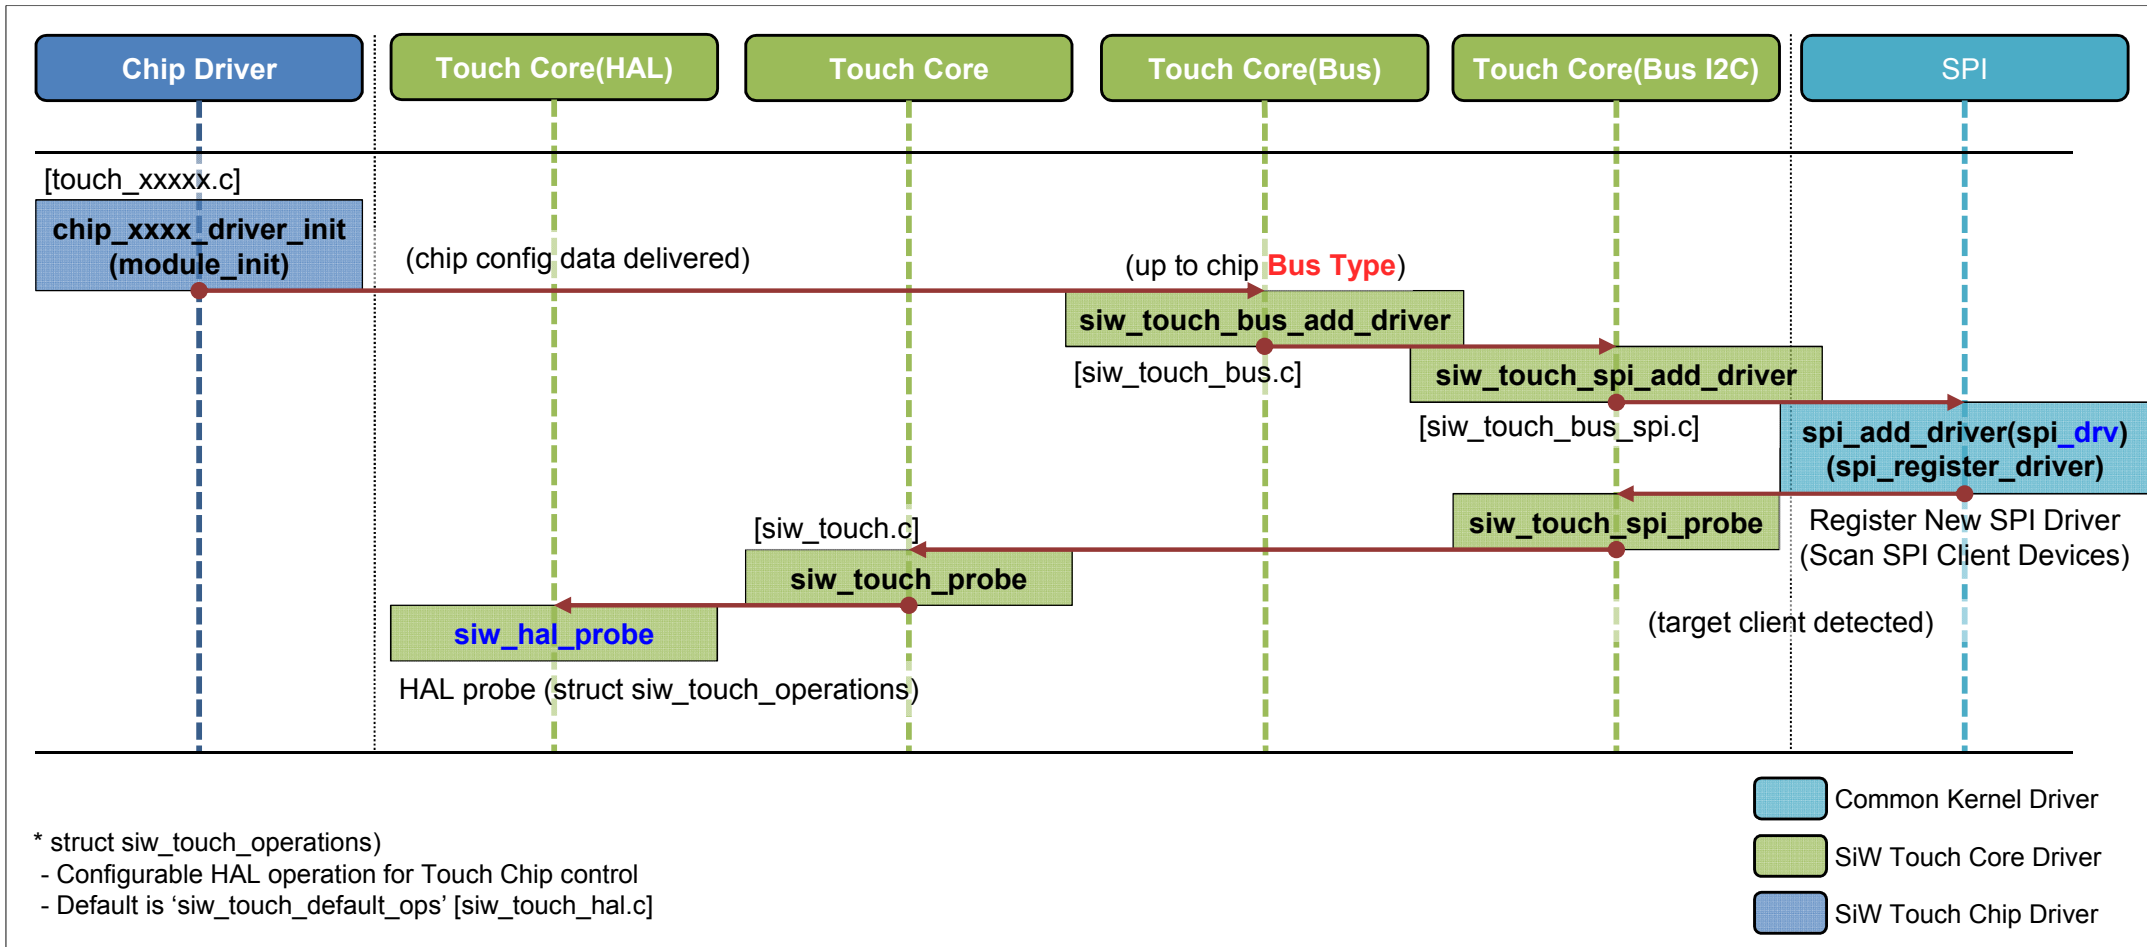 Chip Driver
Touch Core(HAL)
Touch Core
Touch Core(Bus)
Touch Core(Bus I2C)
SPI
[touch_xxxxx.c]
chip_xxxx_driver_init
(module_init)
(chip config data delivered)
(up to chip Bus Type)
siw_touch_bus_add_driver
[siw_touch_bus.c]
siw_touch_spi_add_driver
[siw_touch_bus_spi.c]
spi_add_driver(spi_drv)
(spi_register_driver)
siw_touch_spi_probe
Register New SPI Driver
(Scan SPI Client Devices)
[siw_touch.c]
siw_touch_probe
siw_hal_probe
(target client detected)
HAL probe (struct siw_touch_operations)
Common Kernel Driver
SiW Touch Core Driver
SiW Touch Chip Driver
* struct siw_touch_operations)
- Configurable HAL operation for Touch Chip control
- Default is ‘siw_touch_default_ops’ [siw_touch_hal.c]